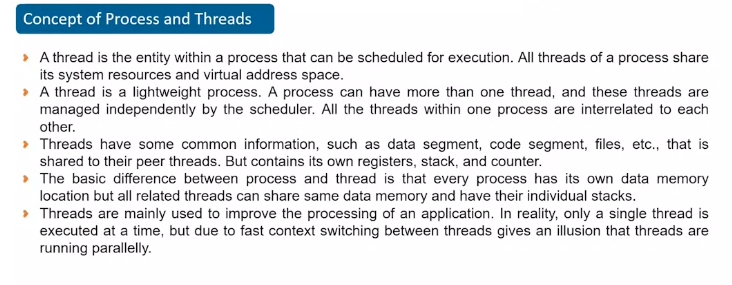 Concept of Process and Threads
A thread is the entity within a process that can be scheduled for execution. All threads of a process share
its system resources and virtual address space.
A thread is a lightweight process. A process can have more than one thread, and these threads are
managed independently by the scheduler. All the threads within one process are interrelated to each
other.
Threads have some common information, such as data segment, code segment, files, etc., that is
shared to their peer threads. But contains its own registers, stack, and counter.
The basic difference between process and thread is that every process has its own data memory
location but all related threads can share same data memory and have their individual stacks.
Threads are mainly used to improve the processing of an application. In reality, only a single thread is
executed at a time, but due to fast context switching between threads gives an illusion that threads are
running parallelly.